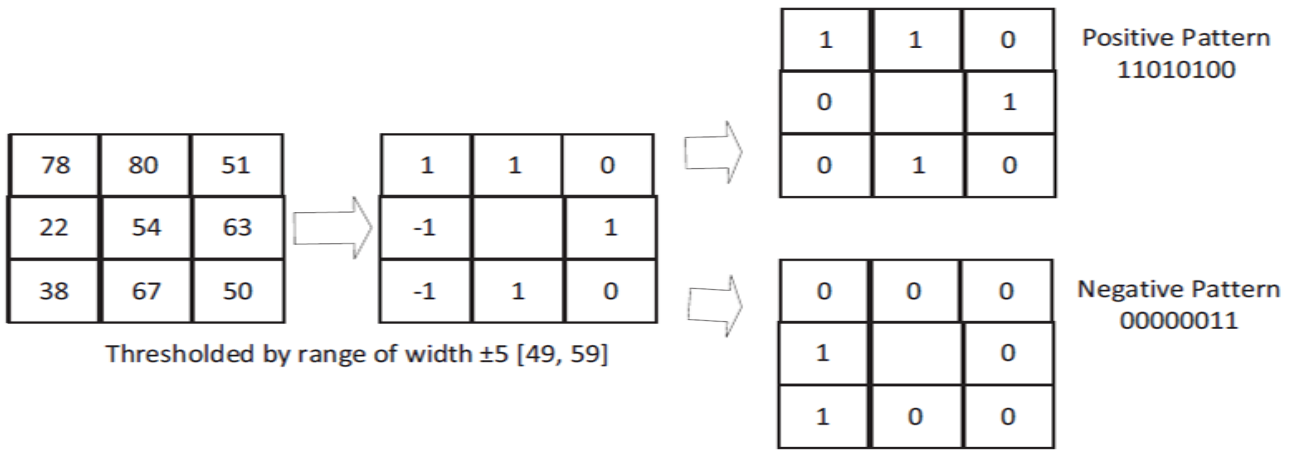 78 80 51
22 54 63
38 67 50
Thresholded by range of width ±5 [49, 59]
1 1 0
-1 1
-1 1 0
1 1 0
0 1
0 1 0
Positive Pattern
11010100
0 0 0
1 0
1 0 0
Negative Pattern
00000011